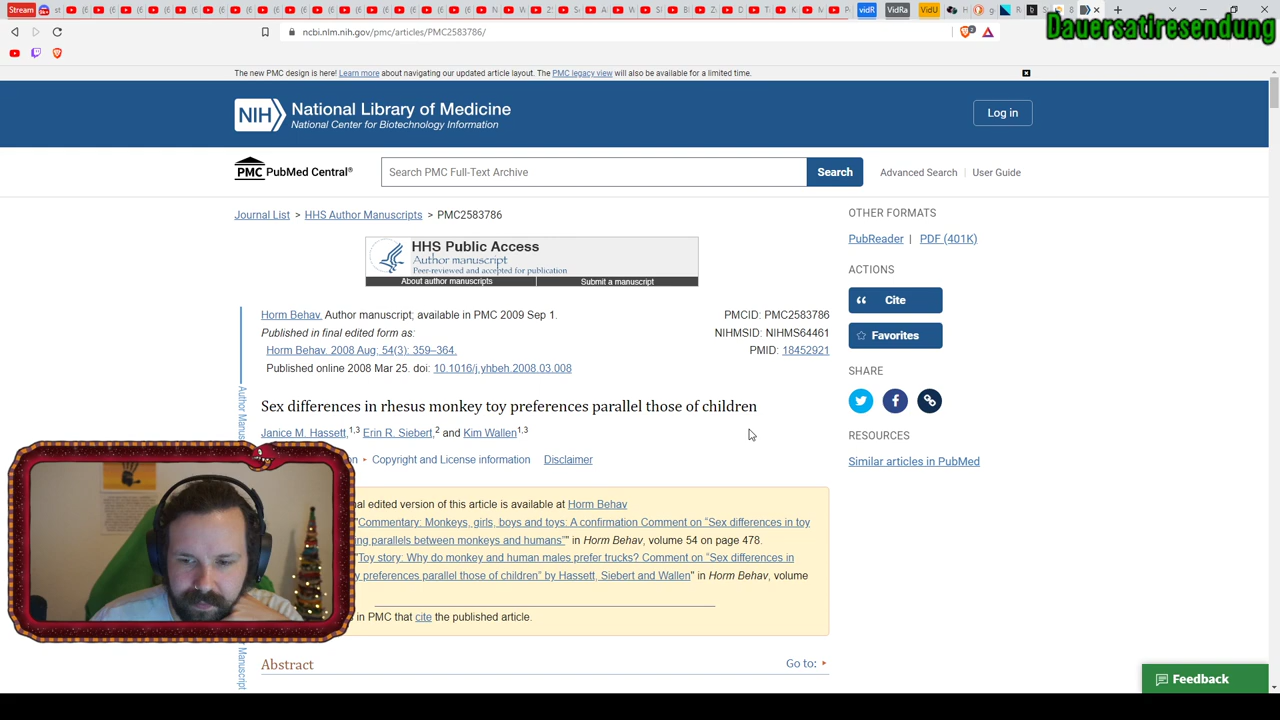 Stream
vidR
VidRa
VidU
Dauersatiresendung
ncbi.nlm.nih.gov/pmc/articles/PMC2583786/
The new PMC design is here! Learn more about navigating our updated article layout. The PMC legacy view will also be available for a limited time.
NIH National Library of Medicine
National Center for Biotechnology Information
Log in
PMC PubMed Central®
Search PMC Full-Text Archive
Search
Advanced Search
User Guide
Journal List > HHS Author Manuscripts > PMC2583786
HHS Public Access
Author manuscript
Peer-reviewed and accepted for publication
About author manuscripts
Submit a manuscript
Horm Behav. Author manuscript; available in PMC 2009 Sep 1.
PMCID: PMC2583786
Published in final edited form as:
NIHMSID: NIHMS64461
Horm Behav. 2008 Aug; 54(3): 359–364.
PMID: 18452921
Published online 2008 Mar 25. doi: 10.1016/j.yhbeh.2008.03.008
Sex differences in rhesus monkey toy preferences parallel those of children
Janice M. Hassett,1,3 Erin R. Siebert,2 and Kim Wallen1,3
Copyright and License information Disclaimer
edited version of this article is available at Horm Behav
"Commentary: Monkeys, girls, boys and toys: A confirmation Comment on "Sex differences in toy
parallels between monkeys and humans"" in Horm Behav, volume 54 on page 478.
"Toy story: Why do monkey and human males prefer trucks? Comment on "Sex differences in
preferences parallel those of children" by Hassett, Siebert and Wallen" in Horm Behav, volume
in PMC that cite the published article.
Abstract
Go to:
OTHER FORMATS
PubReader | PDF (401K)
ACTIONS
Cite
Favorites
SHARE
RESOURCES
Similar articles in PubMed
Feedback